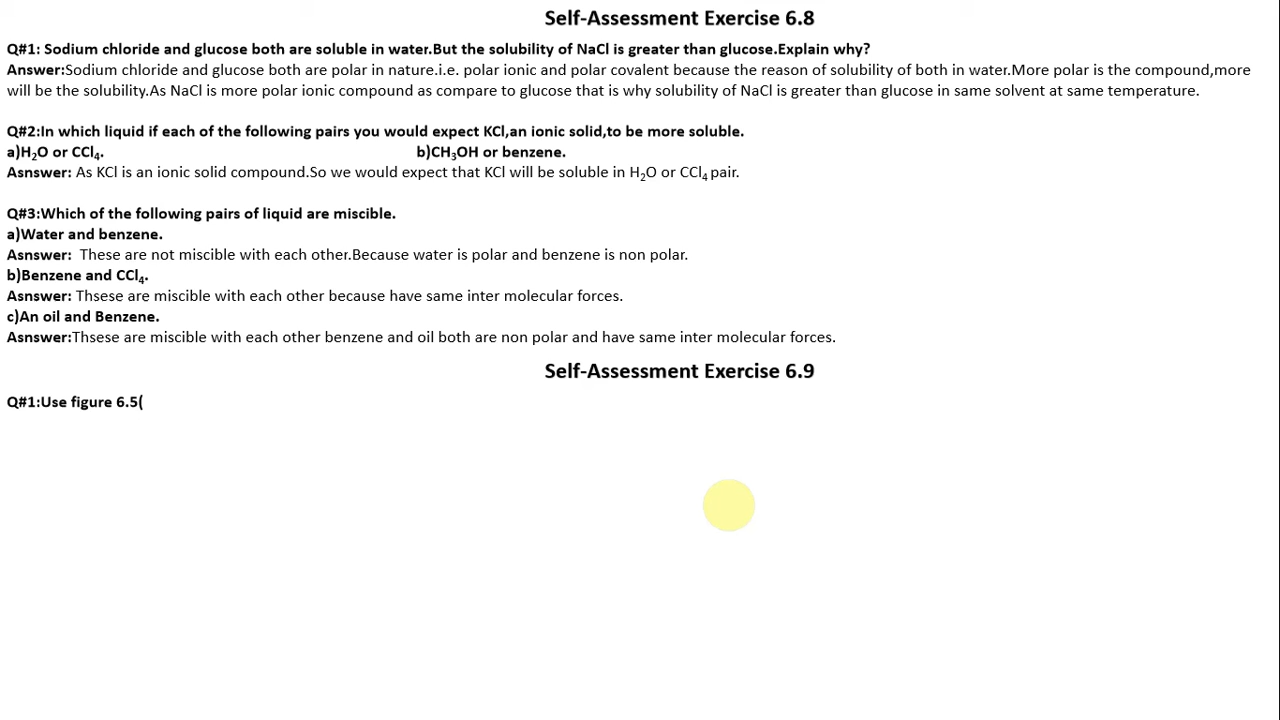 Self-Assessment Exercise 6.8
Q#1: Sodium chloride and glucose both are soluble in water.But the solubility of NaCl is greater than glucose.Explain why?
Answer:Sodium chloride and glucose both are polar in nature.i.e. polar ionic and polar covalent because the reason of solubility of both in water.More polar is the compound,more
will be the solubility.As NaCl is more polar ionic compound as compare to glucose that is why solubility of NaCl is greater than glucose in same solvent at same temperature.
Q#2:In which liquid if each of the following pairs you would expect KCl,an ionic solid,to be more soluble.
a)H₂O or CCl₄. b)CH₃OH or benzene.
Asnswer: As KCl is an ionic solid compound.So we would expect that KCl will be soluble in H₂O or CCl₄ pair.
Q#3:Which of the following pairs of liquid are miscible.
a)Water and benzene.
Asnswer: These are not miscible with each other.Because water is polar and benzene is non polar.
b)Benzene and CCl₄.
Asnswer: Thsese are miscible with each other because have same inter molecular forces.
c)An oil and Benzene.
Asnswer:Thsese are miscible with each other benzene and oil both are non polar and have same inter molecular forces.
Self-Assessment Exercise 6.9
Q#1:Use figure 6.5(